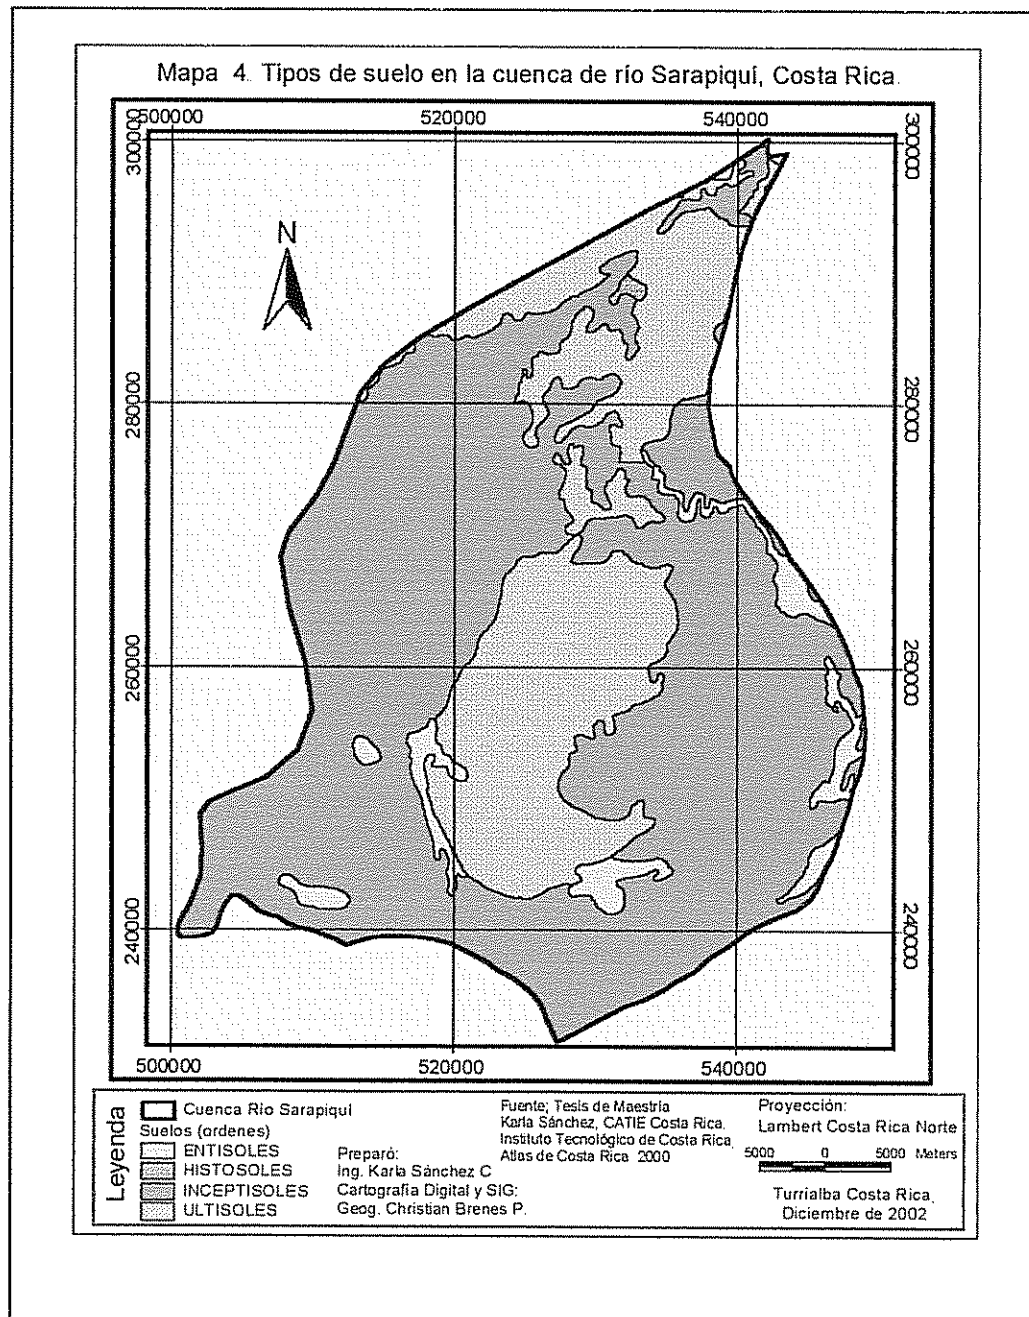 Mapa 4. Tipos de suelo en la cuenca de río Sarapiquí, Costa Rica.
500000 520000 540000
300000 300000
N
280000 280000
260000 260000
240000 240000
500000 520000 540000
Leyenda
Cuenca Río Sarapiquí
Suelos (ordenes)
ENTISOLES
HISTOSOLES
INCEPTISOLES
ULTISOLES
Preparó:
Ing. Karla Sánchez C
Cartografía Digital y SIG:
Geog. Christian Brenes P.
Fuente; Tesis de Maestría
Karla Sánchez, CATIE Costa Rica.
Instituto Tecnológico de Costa Rica
Atlas de Costa Rica 2000
Proyección:
Lambert Costa Rica Norte
5000 0 5000 Meters
Turrialba Costa Rica.
Diciembre de 2002